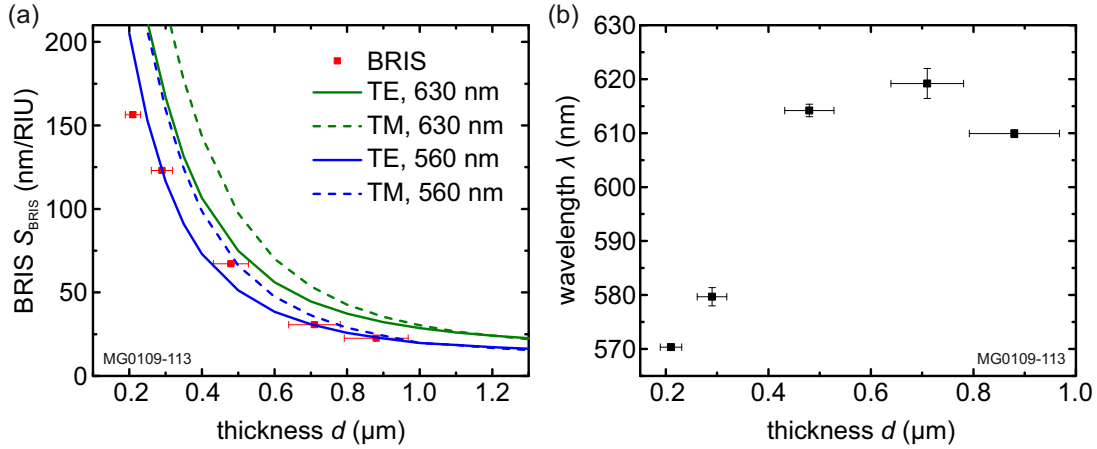 (a)
200
150
100
50
0
BRIS S_BRIS (nm/RIU)
BRIS
TE, 630 nm
TM, 630 nm
TE, 560 nm
TM, 560 nm
MG0109-113
0.2 0.4 0.6 0.8 1.0 1.2
thickness d (μm)
(b)
630
620
610
600
590
580
570
wavelength λ (nm)
MG0109-113
0.2 0.4 0.6 0.8 1.0
thickness d (μm)